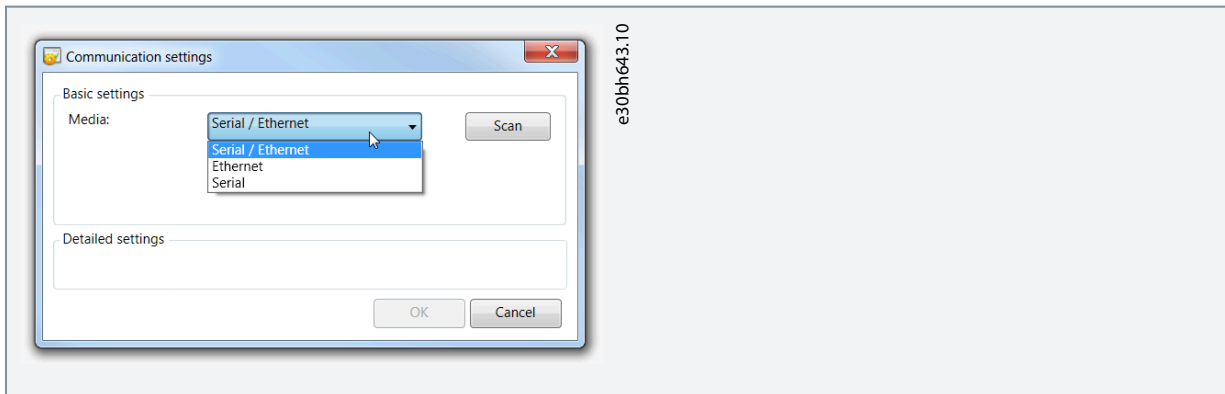 Communication settings
Basic settings
Media:
Serial / Ethernet
Scan
Serial / Ethernet
Ethernet
Serial
Detailed settings
OK
Cancel
e30bh643.10